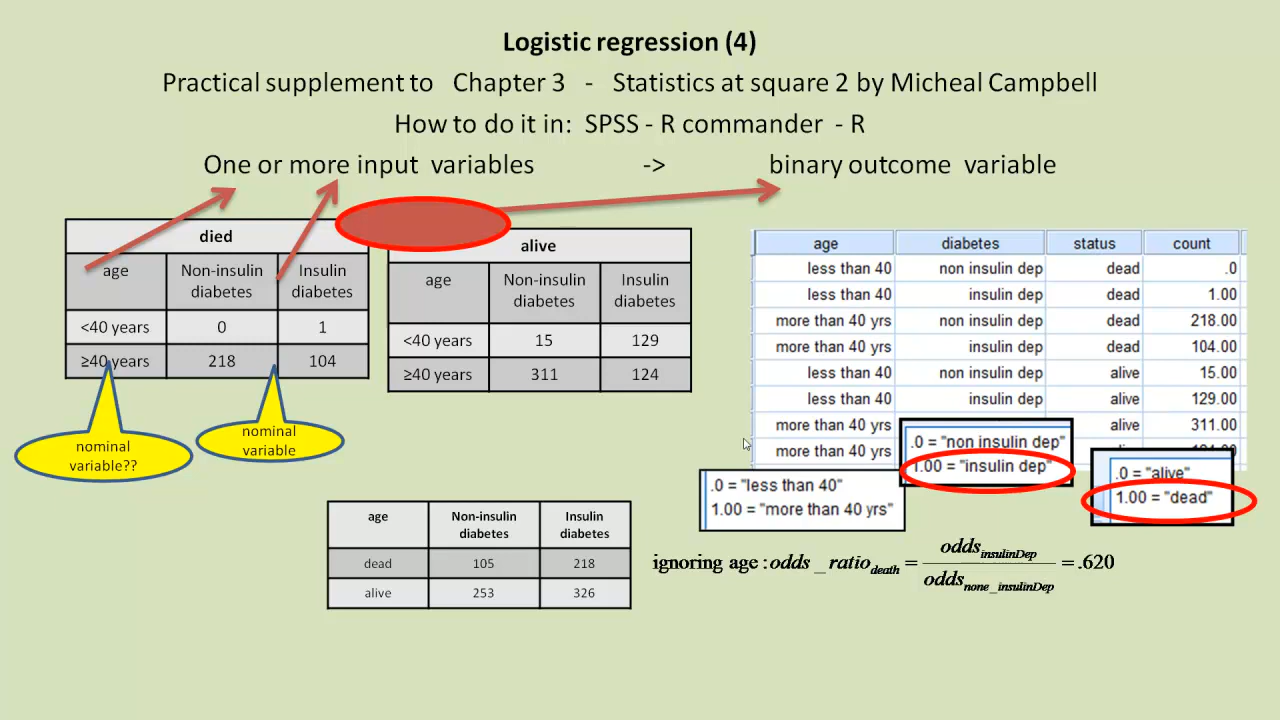 Logistic regression (4)
Practical supplement to Chapter 3 - Statistics at square 2 by Micheal Campbell
How to do it in: SPSS - R commander - R
One or more input variables -> binary outcome variable
died
age Non-insulin diabetes Insulin diabetes
<40 years 0 1
≥40 years 218 104
nominal
variable??
nominal
variable
alive
age Non-insulin diabetes Insulin diabetes
<40 years 15 129
≥40 years 311 124
age diabetes status count
less than 40 non insulin dep dead .0
less than 40 insulin dep dead 1.00
more than 40 yrs non insulin dep dead 218.00
more than 40 yrs insulin dep dead 104.00
less than 40 non insulin dep alive 15.00
less than 40 insulin dep alive 129.00
more than 40 yrs alive 311.00
more than 40 yrs
.0 = "non insulin dep"
1.00 = "insulin dep"
.0 = "alive"
1.00 = "dead"
.0 = "less than 40"
1.00 = "more than 40 yrs"
age Non-insulin diabetes Insulin diabetes
dead 105 218
alive 253 326
ignoring age : odds_ratio death = odds insulinDep / odds none_insulinDep = .620